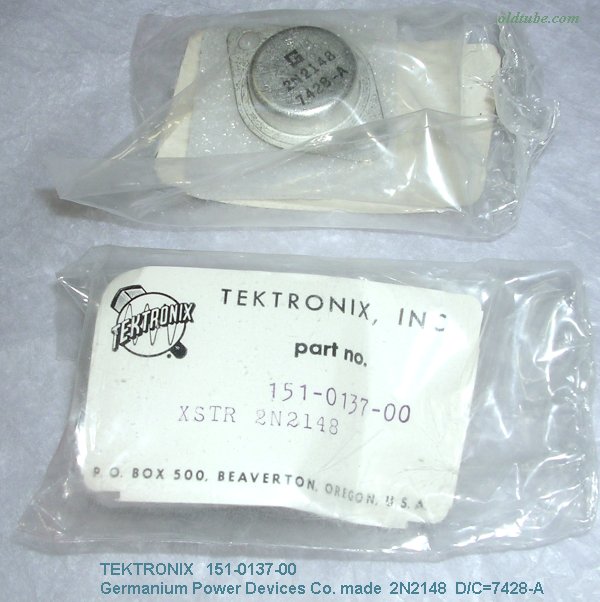 oldtube.com
G
2N2148
7428-A
TEKTRONIX
TEKTRONIX, INC
part no.
151-0137-00
XSTR 2N2148
P.O. BOX 500, BEAVERTON, OREGON, U.S.A.
TEKTRONIX 151-0137-00
Germanium Power Devices Co. made 2N2148 D/C=7428-A